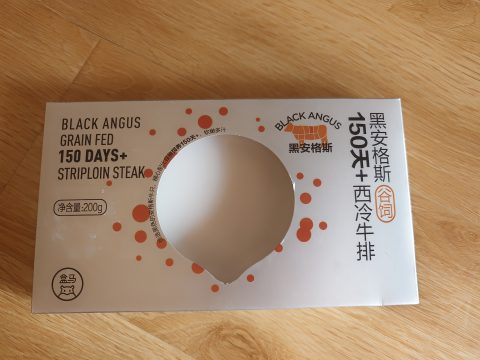 BLACK ANGUS
GRAIN FED
150 DAYS+
STRIPLOIN STEAK
净含量:200g
盒马
BLACK ANGUS
黑安格斯
黑安格斯
谷饲
150天+西冷牛排